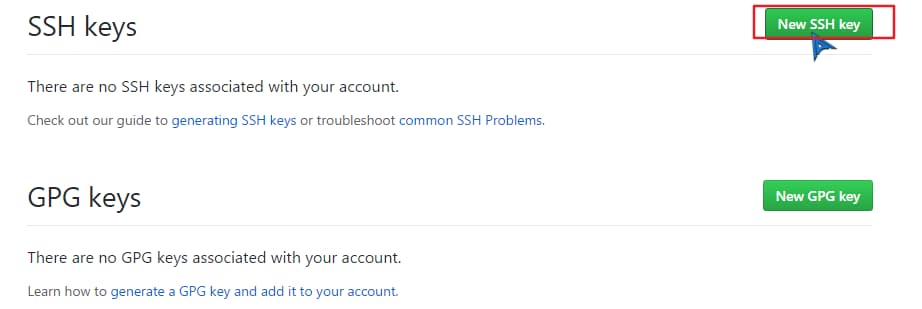 SSH keys
New SSH key
There are no SSH keys associated with your account.
Check out our guide to generating SSH keys or troubleshoot common SSH Problems.
GPG keys
New GPG key
There are no GPG keys associated with your account.
Learn how to generate a GPG key and add it to your account.